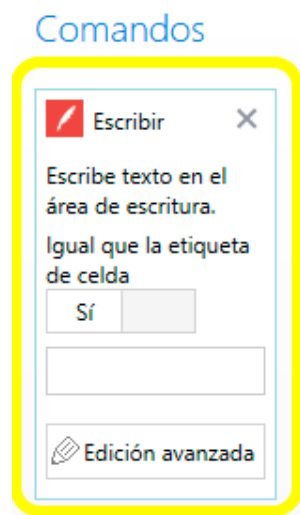 Comandos
Escribir
Escribe texto en el
área de escritura.
Igual que la etiqueta
de celda
Sí
Edición avanzada